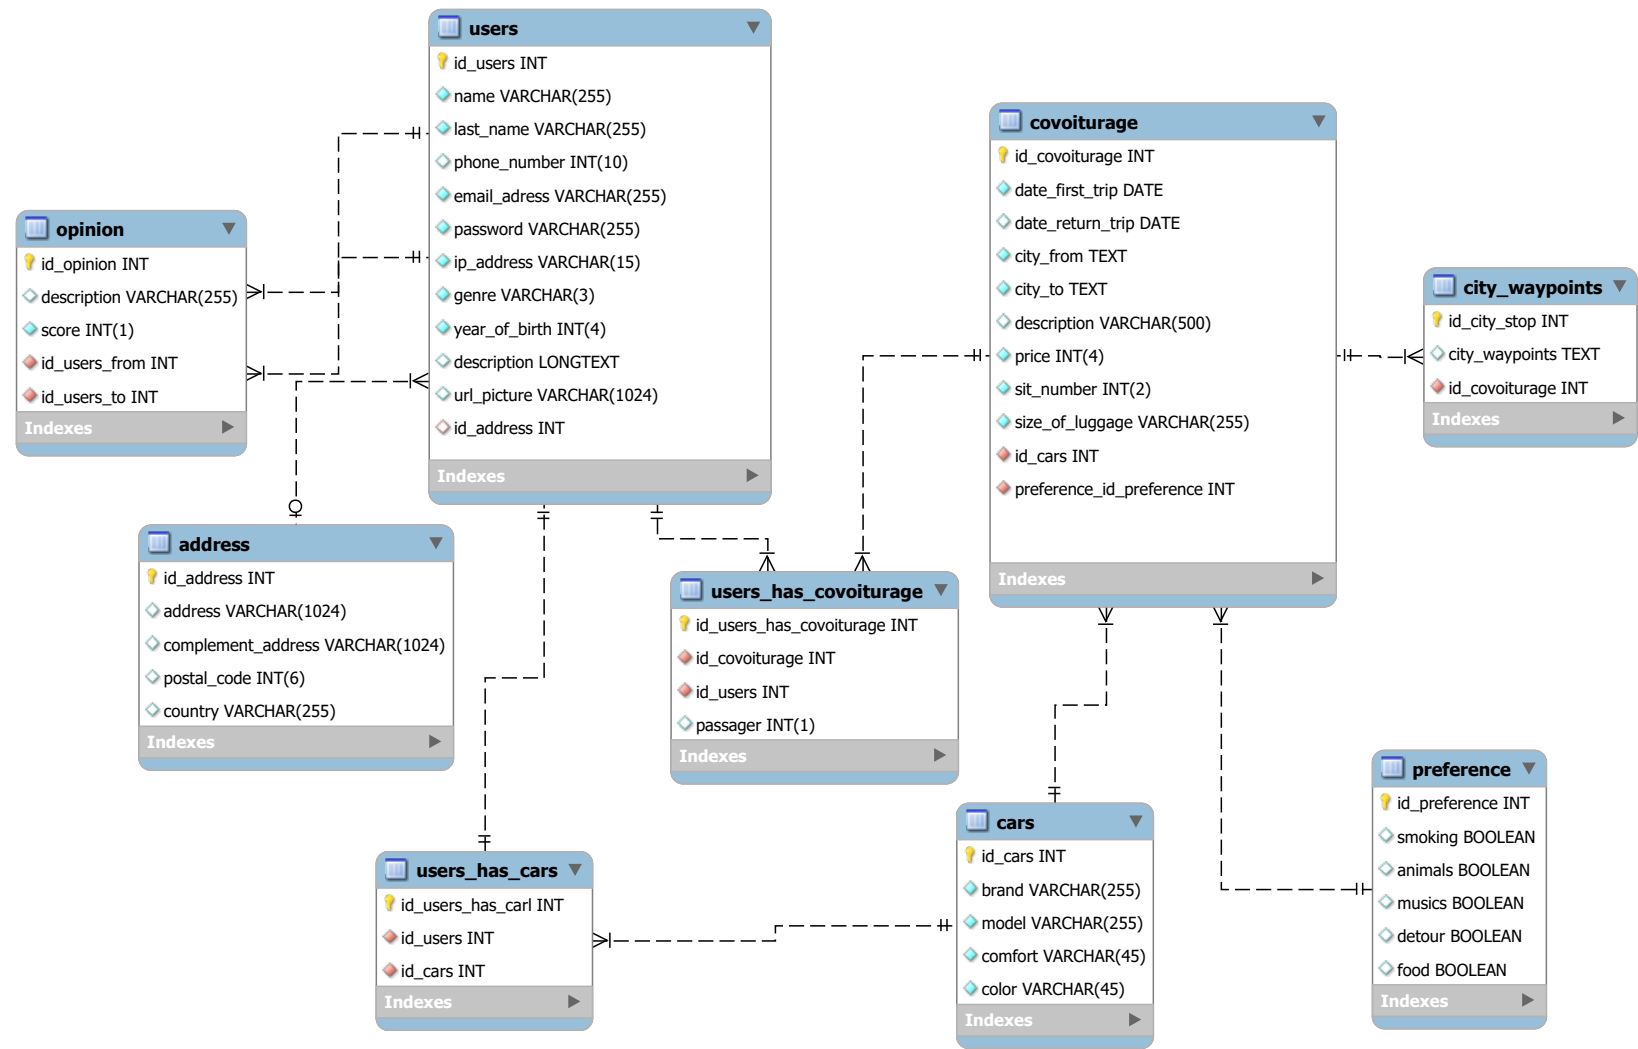 users
id_users INT
name VARCHAR(255)
last_name VARCHAR(255)
phone_number INT(10)
email_adress VARCHAR(255)
password VARCHAR(255)
ip_address VARCHAR(15)
genre VARCHAR(3)
year_of_birth INT(4)
description LONGTEXT
url_picture VARCHAR(1024)
id_address INT
Indexes
covoiturage
id_covoiturage INT
date_first_trip DATE
date_return_trip DATE
city_from TEXT
city_to TEXT
description VARCHAR(500)
price INT(4)
sit_number INT(2)
size_of_luggage VARCHAR(255)
id_cars INT
preference_id_preference INT
Indexes
opinion
id_opinion INT
description VARCHAR(255)
score INT(1)
id_users_from INT
id_users_to INT
Indexes
city_waypoints
id_city_stop INT
city_waypoints TEXT
id_covoiturage INT
Indexes
address
id_address INT
address VARCHAR(1024)
complement_address VARCHAR(1024)
postal_code INT(6)
country VARCHAR(255)
Indexes
users_has_covoiturage
id_users_has_covoiturage INT
id_covoiturage INT
id_users INT
passager INT(1)
Indexes
preference
id_preference INT
smoking BOOLEAN
animals BOOLEAN
musics BOOLEAN
detour BOOLEAN
food BOOLEAN
Indexes
cars
id_cars INT
brand VARCHAR(255)
model VARCHAR(255)
comfort VARCHAR(45)
color VARCHAR(45)
Indexes
users_has_cars
id_users_has_carl INT
id_users INT
id_cars INT
Indexes